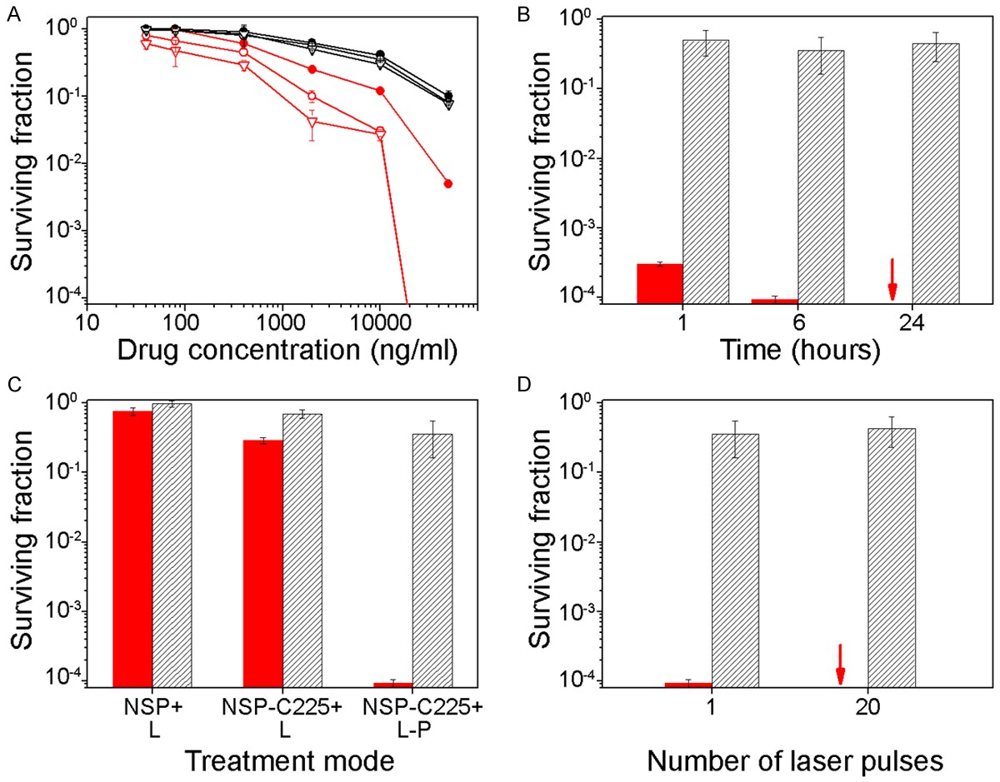 A
10⁰
10⁻¹
10⁻²
10⁻³
10⁻⁴
Surviving fraction
10 100 1000 10000
Drug concentration (ng/ml)
B
10⁰
10⁻¹
10⁻²
10⁻³
10⁻⁴
Surviving fraction
1 6 24
Time (hours)
C
10⁰
10⁻¹
10⁻²
10⁻³
10⁻⁴
Surviving fraction
NSP+ NSP-C225+ NSP-C225+
L L L-P
Treatment mode
D
10⁰
10⁻¹
10⁻²
10⁻³
10⁻⁴
Surviving fraction
1 20
Number of laser pulses